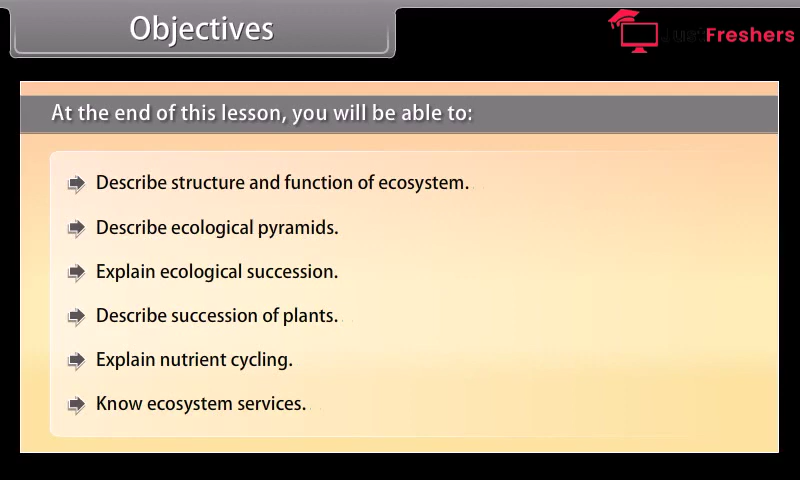 Objectives
Just Freshers
At the end of this lesson, you will be able to:
Describe structure and function of ecosystem.
Describe ecological pyramids.
Explain ecological succession.
Describe succession of plants.
Explain nutrient cycling.
Know ecosystem services.